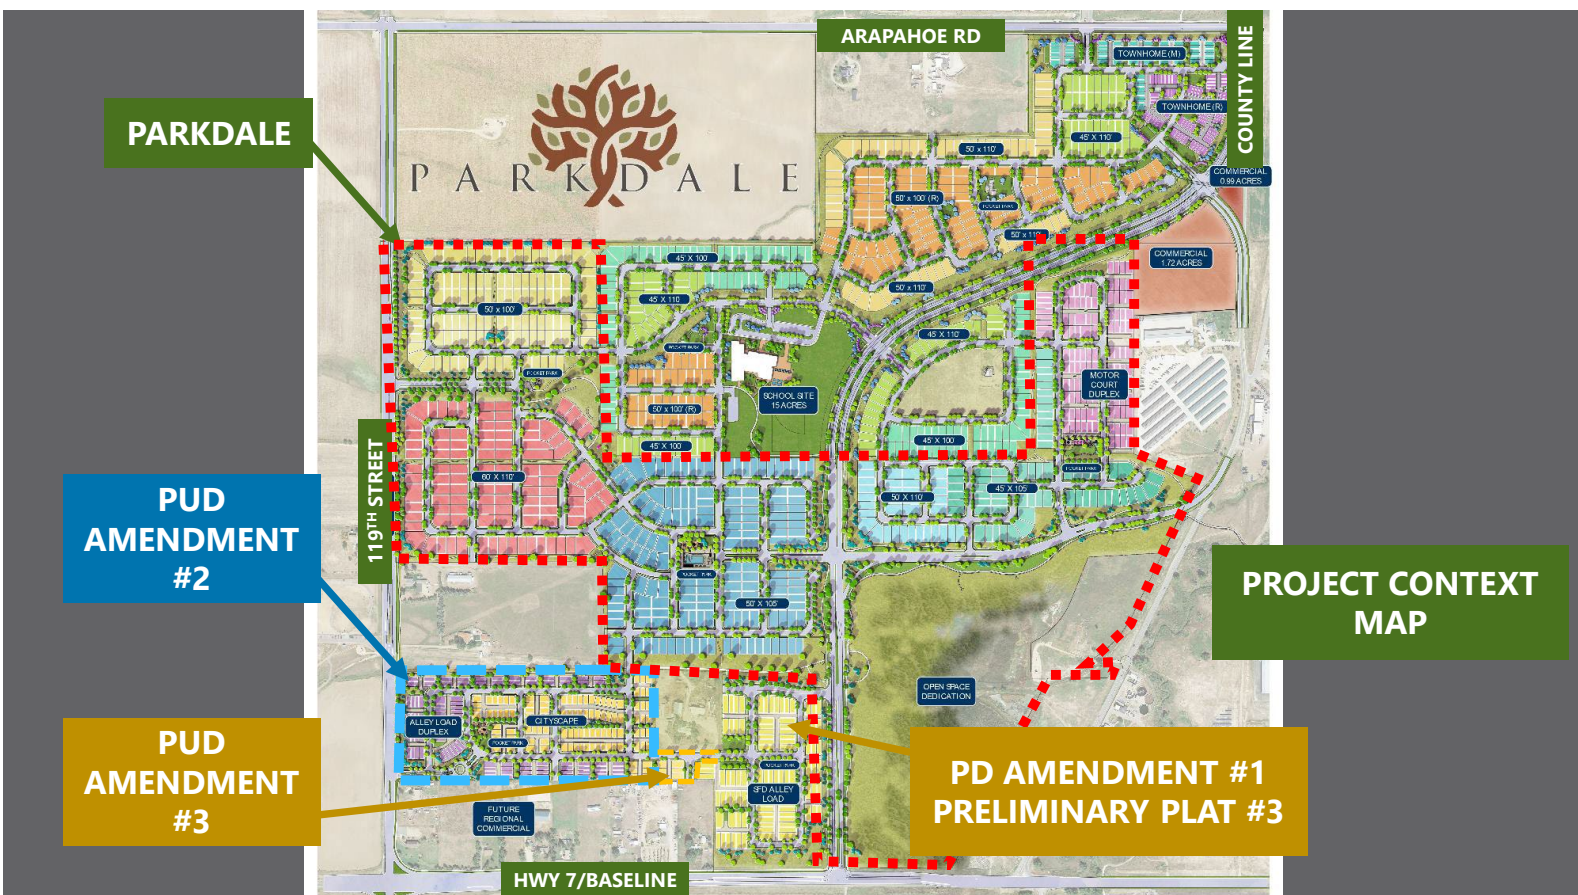 ARAPAHOE RD
COUNTY LINE
TOWNHOME (M)
TOWNHOME (R)
PARKDALE
PARKDALE
45' X 110'
50' x 110'
COMMERCIAL
0.99 ACRES
50' x 100' (R)
POCKET PARK
50' x 110'
COMMERCIAL
1.72 ACRES
45' X 100'
50' x 110'
45' X 110'
50' x 100'
45' X 110'
POCKET PARK
POCKET PARK
MOTOR
COURT
DUPLEX
SCHOOL SITE
15 ACRES
50' x 100' (R)
45' X 100'
45' X 100'
119TH STREET
60' X 110'
POCKET PARK
50' X 110'
45' X 105'
PUD
AMENDMENT
#2
POCKET PARK
50' X 105'
PROJECT CONTEXT
MAP
OPEN SPACE
DEDICATION
ALLEY LOAD
DUPLEX
CITYSCAPE
POCKET PARK
PUD
AMENDMENT
#3
POCKET PARK
SFD ALLEY
LOAD
PD AMENDMENT #1
PRELIMINARY PLAT #3
FUTURE
REGIONAL
COMMERCIAL
HWY 7/BASELINE